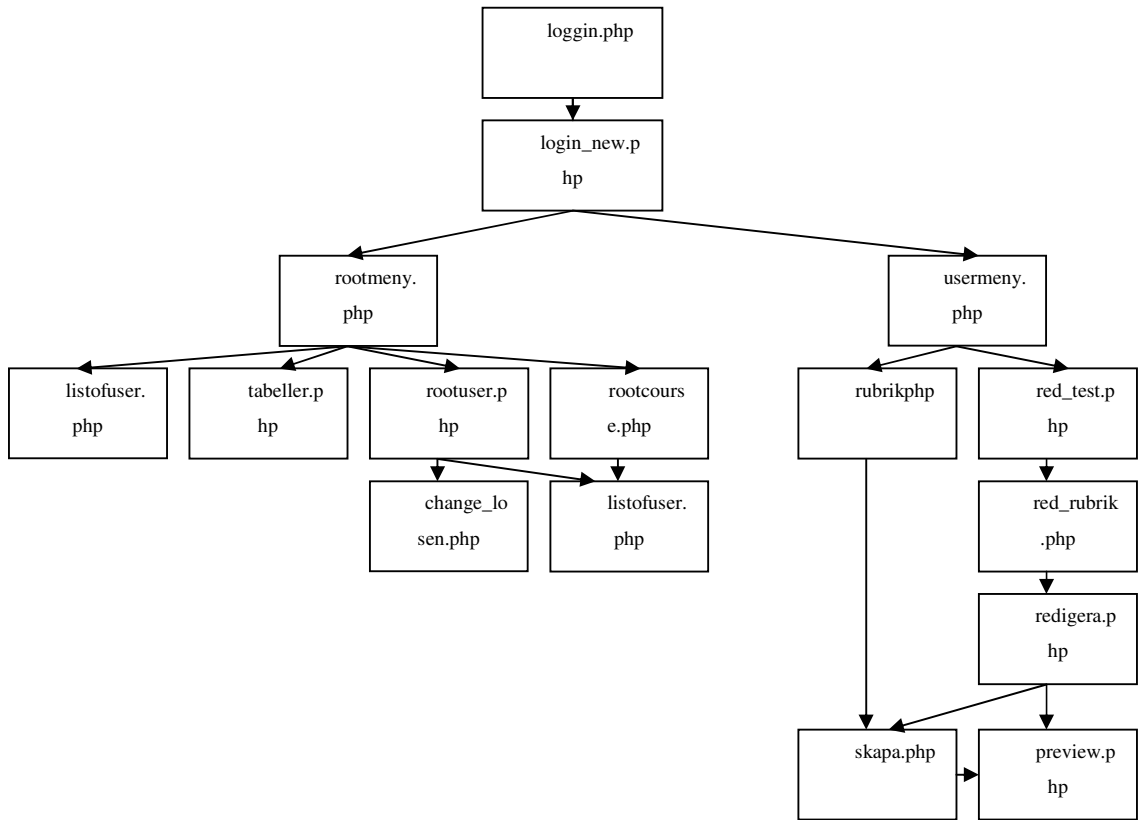 loggin.php
login_new.p
hp
rootmeny.
php
usermeny.
php
listofuser.
php
tabeller.p
hp
rootuser.p
hp
rootcours
e.php
rubrikphp
red_test.p
hp
change_lo
sen.php
listofuser.
php
red_rubrik
.php
redigera.p
hp
skapa.php
preview.p
hp